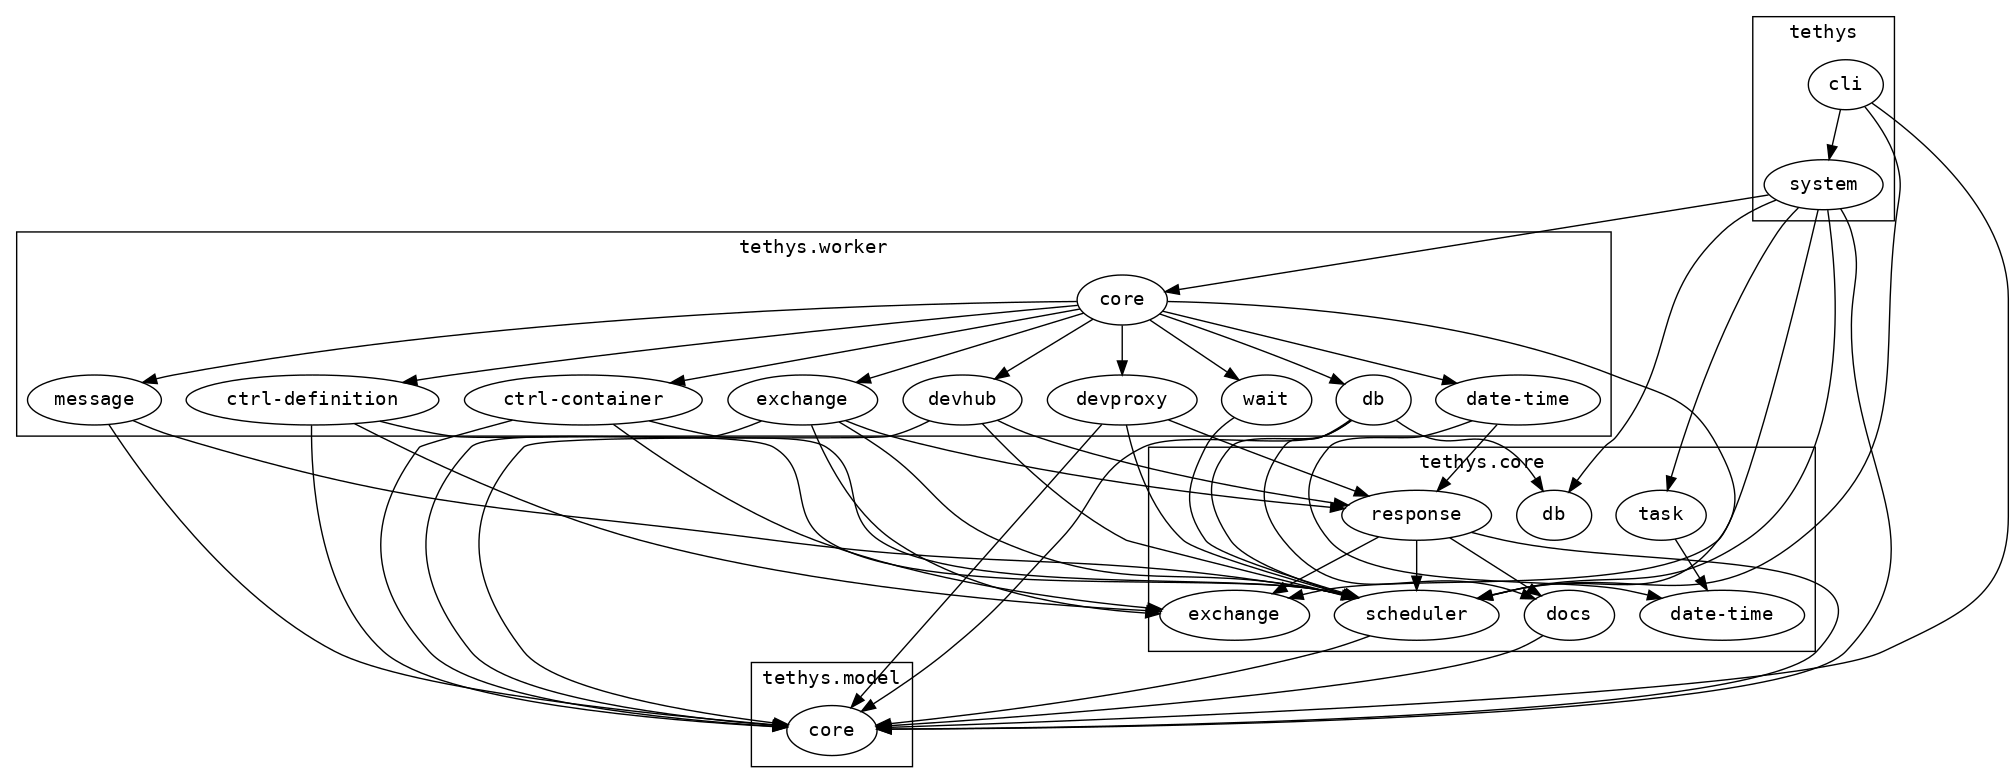 tethys
cli
system
tethys.worker
core
message
ctrl-definition
ctrl-container
exchange
devhub
devproxy
wait
db
date-time
tethys.core
response
db
task
exchange
scheduler
docs
date-time
tethys.model
core